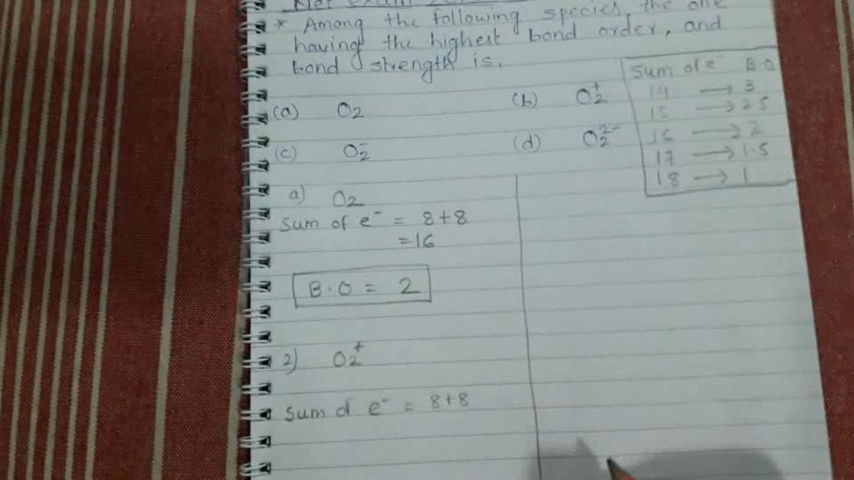 * Among the following species, the one
having the highest bond order, and
bond strength is.
(a) O₂ (b) O₂⁺
(c) O₂⁻ (d) O₂²⁻
Sum of e⁻ B.O
14 → 3
15 → 2.5
16 → 2
17 → 1.5
18 → 1
a) O₂
Sum of e⁻ = 8+8
=16
B.O = 2
2) O₂⁺
Sum of e⁻ = 8+8